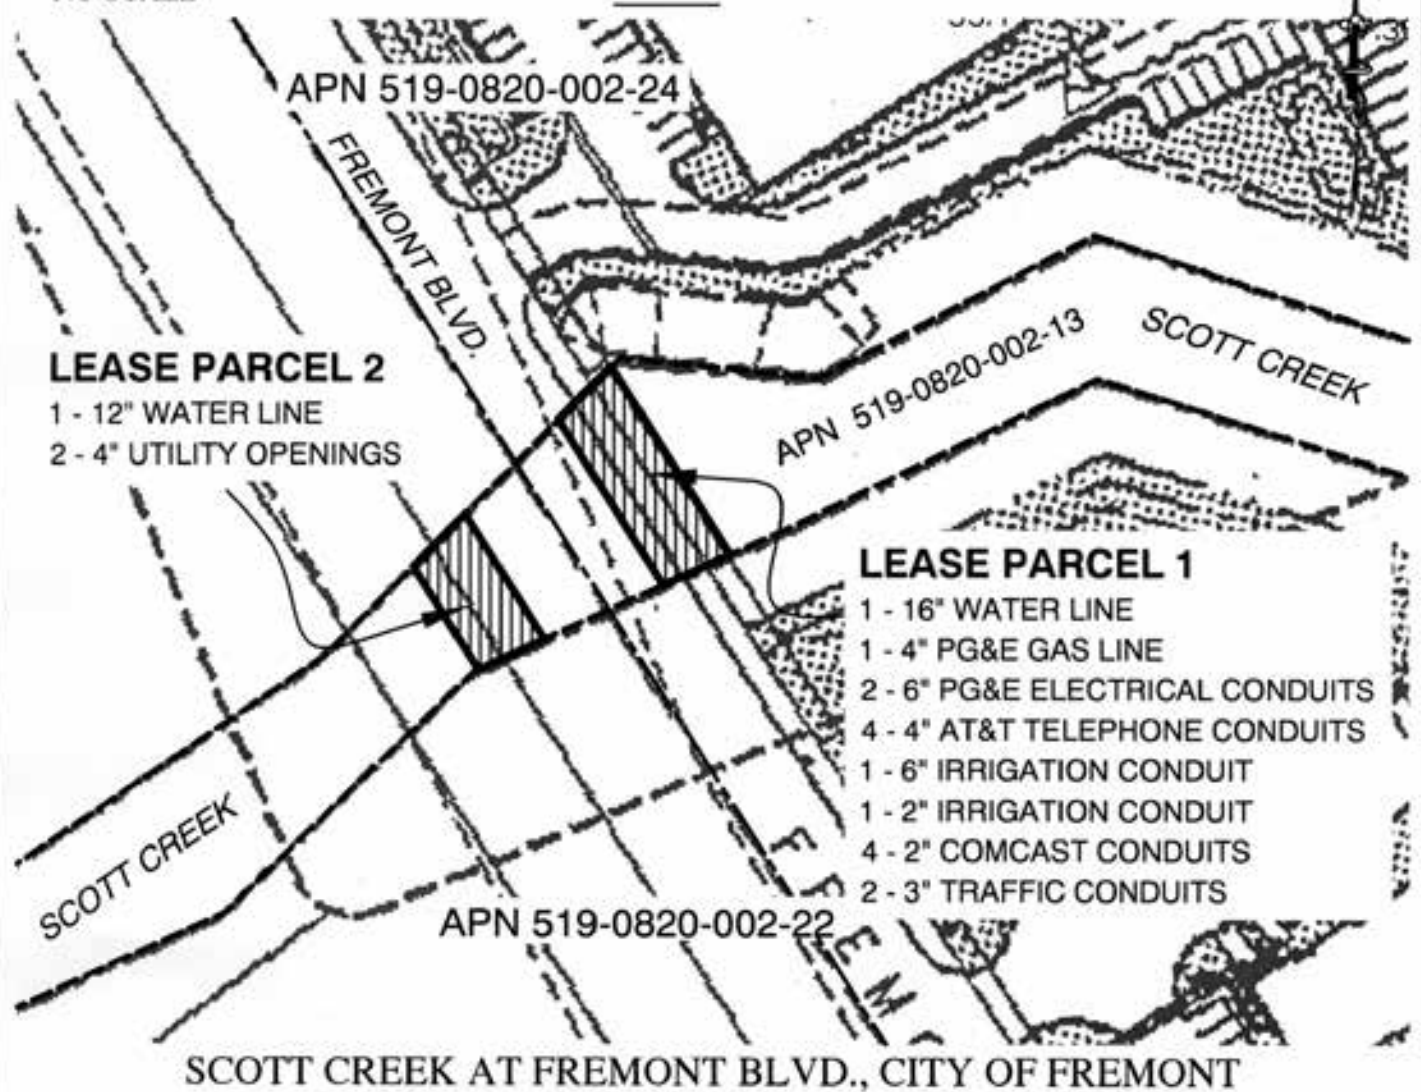 APN 519-0820-002-24
FREMONT BLVD.
LEASE PARCEL 2
1 - 12" WATER LINE
2 - 4" UTILITY OPENINGS
APN 519-0820-002-13
SCOTT CREEK
LEASE PARCEL 1
1 - 16" WATER LINE
1 - 4" PG&E GAS LINE
2 - 6" PG&E ELECTRICAL CONDUITS
4 - 4" AT&T TELEPHONE CONDUITS
1 - 6" IRRIGATION CONDUIT
1 - 2" IRRIGATION CONDUIT
4 - 2" COMCAST CONDUITS
2 - 3" TRAFFIC CONDUITS
SCOTT CREEK
APN 519-0820-002-22
SCOTT CREEK AT FREMONT BLVD., CITY OF FREMONT